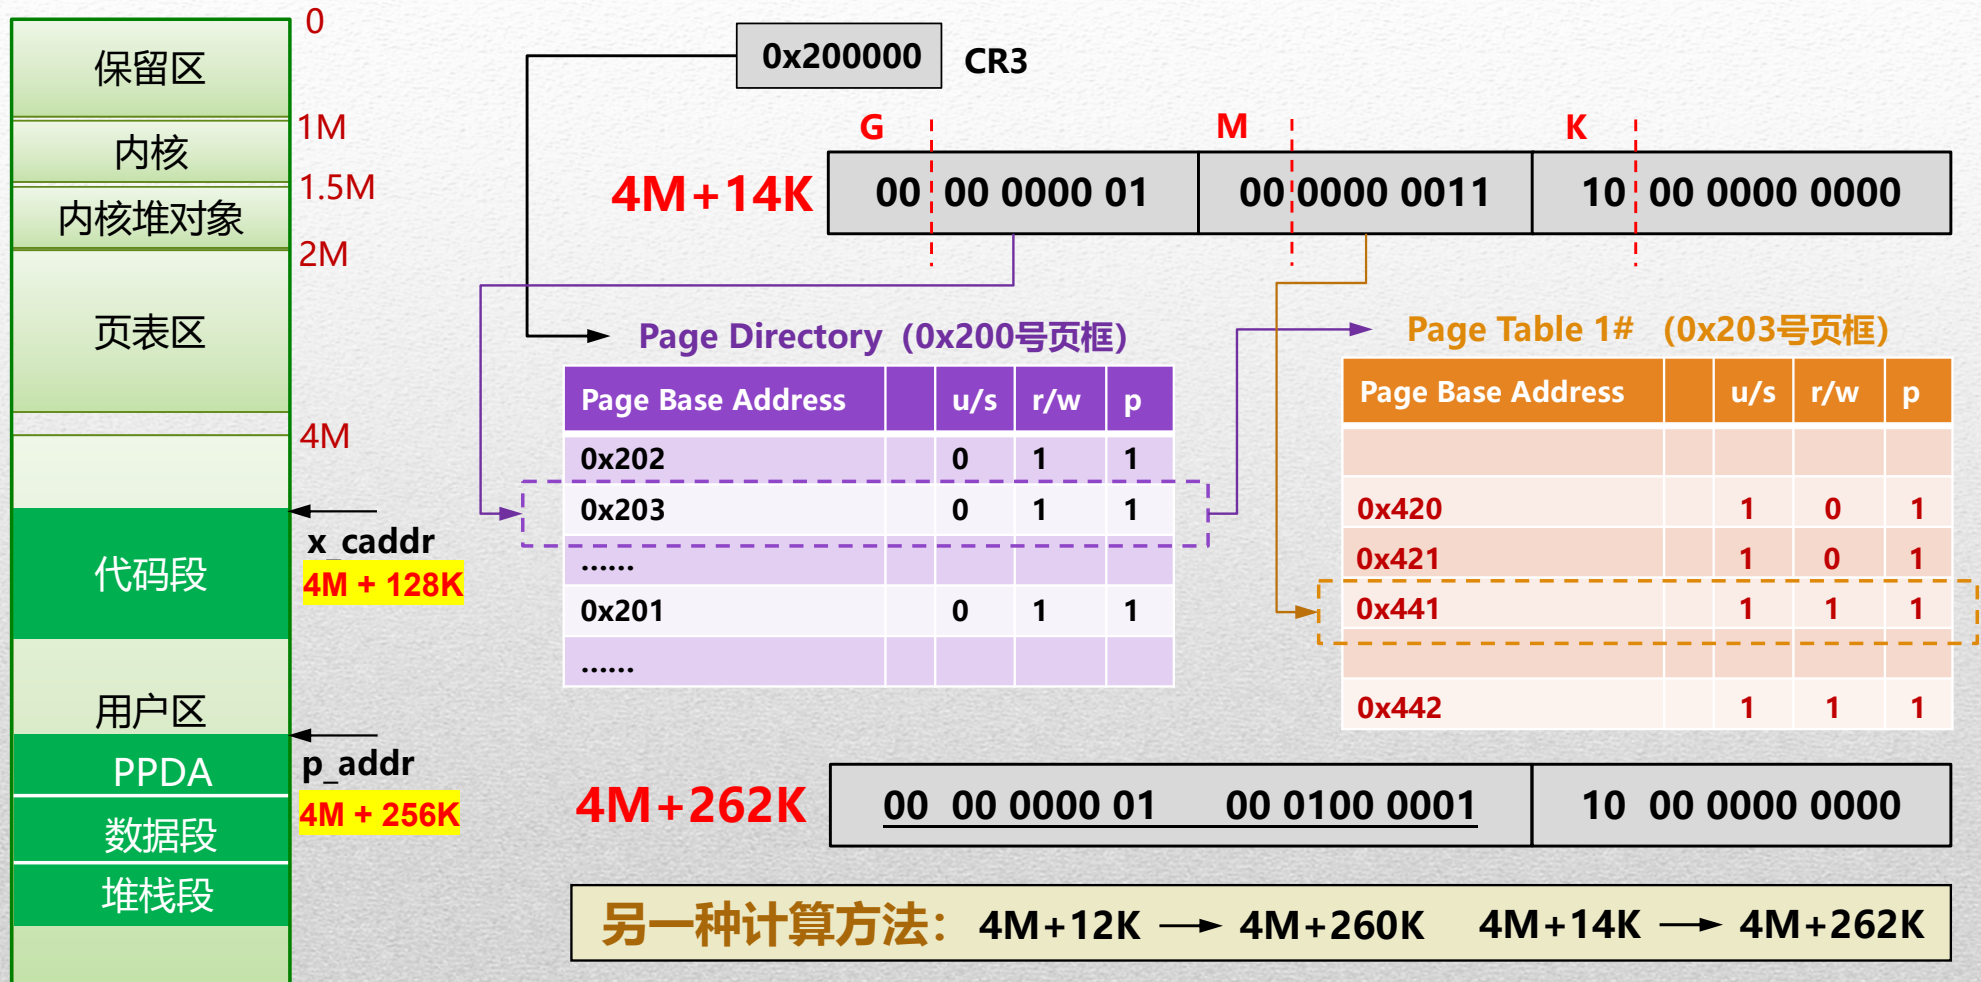 0
保留区
1M
内核
1.5M
内核堆对象
2M
页表区
4M
x_caddr
代码段
4M + 128K
用户区
p_addr
PPDA
4M + 256K
数据段
堆栈段
0x200000 CR3
G M K
4M+14K 00 00 0000 01 00 0000 0011 10 00 0000 0000
Page Directory (0x200号页框)
Page Base Address u/s r/w p
0x202 0 1 1
0x203 0 1 1
......
0x201 0 1 1
......
Page Table 1# (0x203号页框)
Page Base Address u/s r/w p
0x420 1 0 1
0x421 1 0 1
0x441 1 1 1
0x442 1 1 1
4M+262K 00 00 0000 01 00 0100 0001 10 00 0000 0000
另一种计算方法： 4M+12K → 4M+260K 4M+14K → 4M+262K